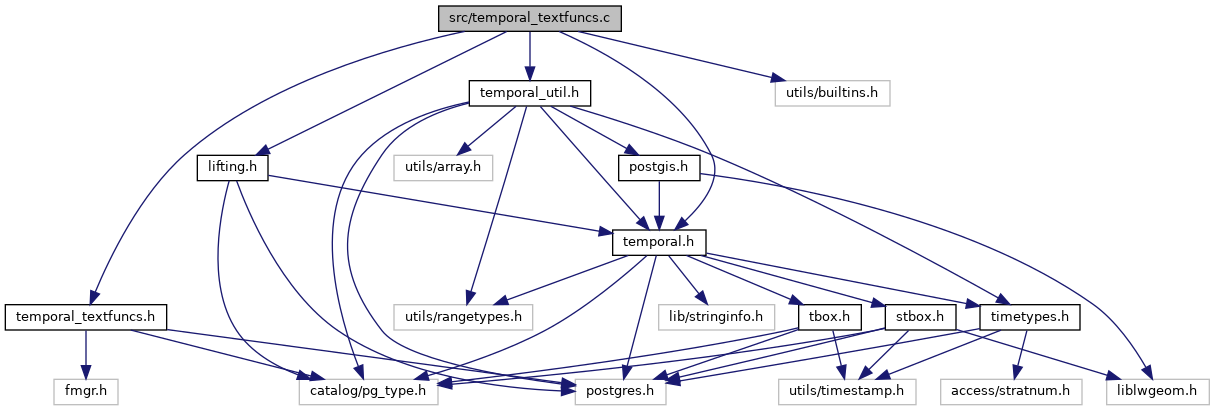 src/temporal_textfuncs.c
temporal_util.h
utils/builtins.h
lifting.h
utils/array.h
postgis.h
temporal.h
temporal_textfuncs.h
utils/rangetypes.h
lib/stringinfo.h
tbox.h
stbox.h
timetypes.h
fmgr.h
catalog/pg_type.h
postgres.h
utils/timestamp.h
access/stratnum.h
liblwgeom.h